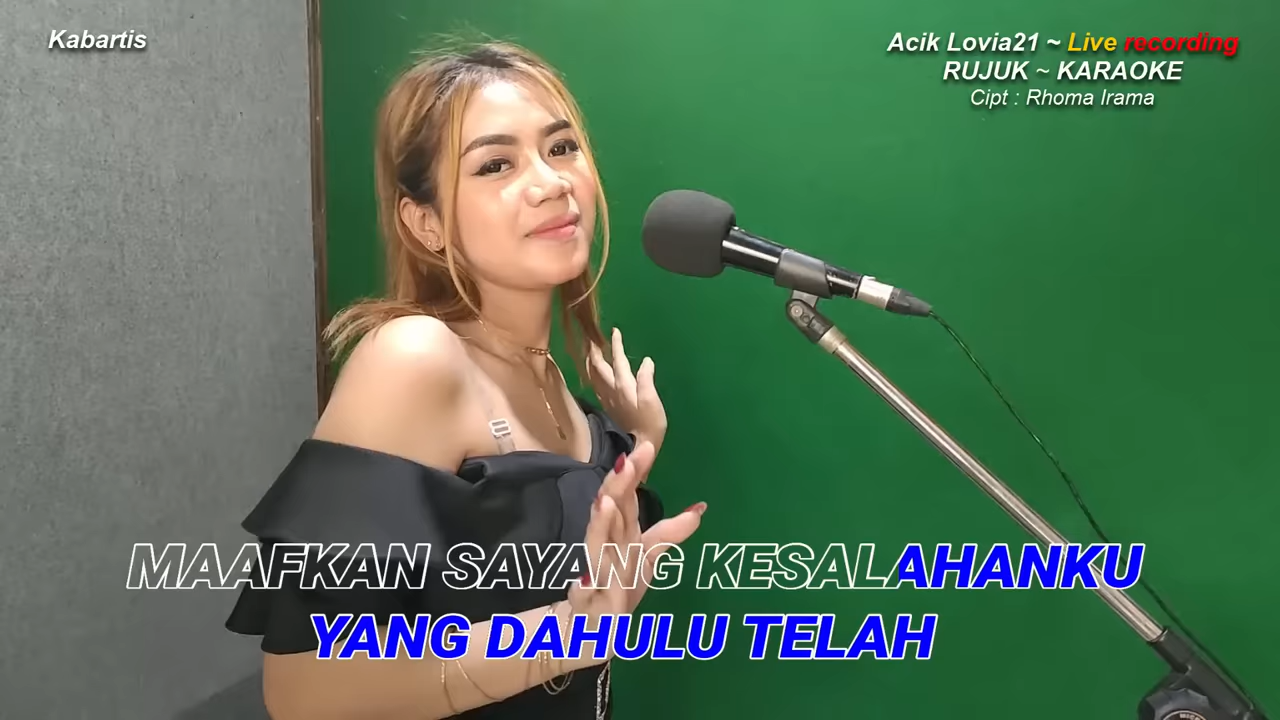 Kabartis
Acik Lovia21 ~ Live recording
RUJUK ~ KARAOKE
Cipt : Rhoma Irama
MAAFKAN SAYANG KESALAHANKU
YANG DAHULU TELAH